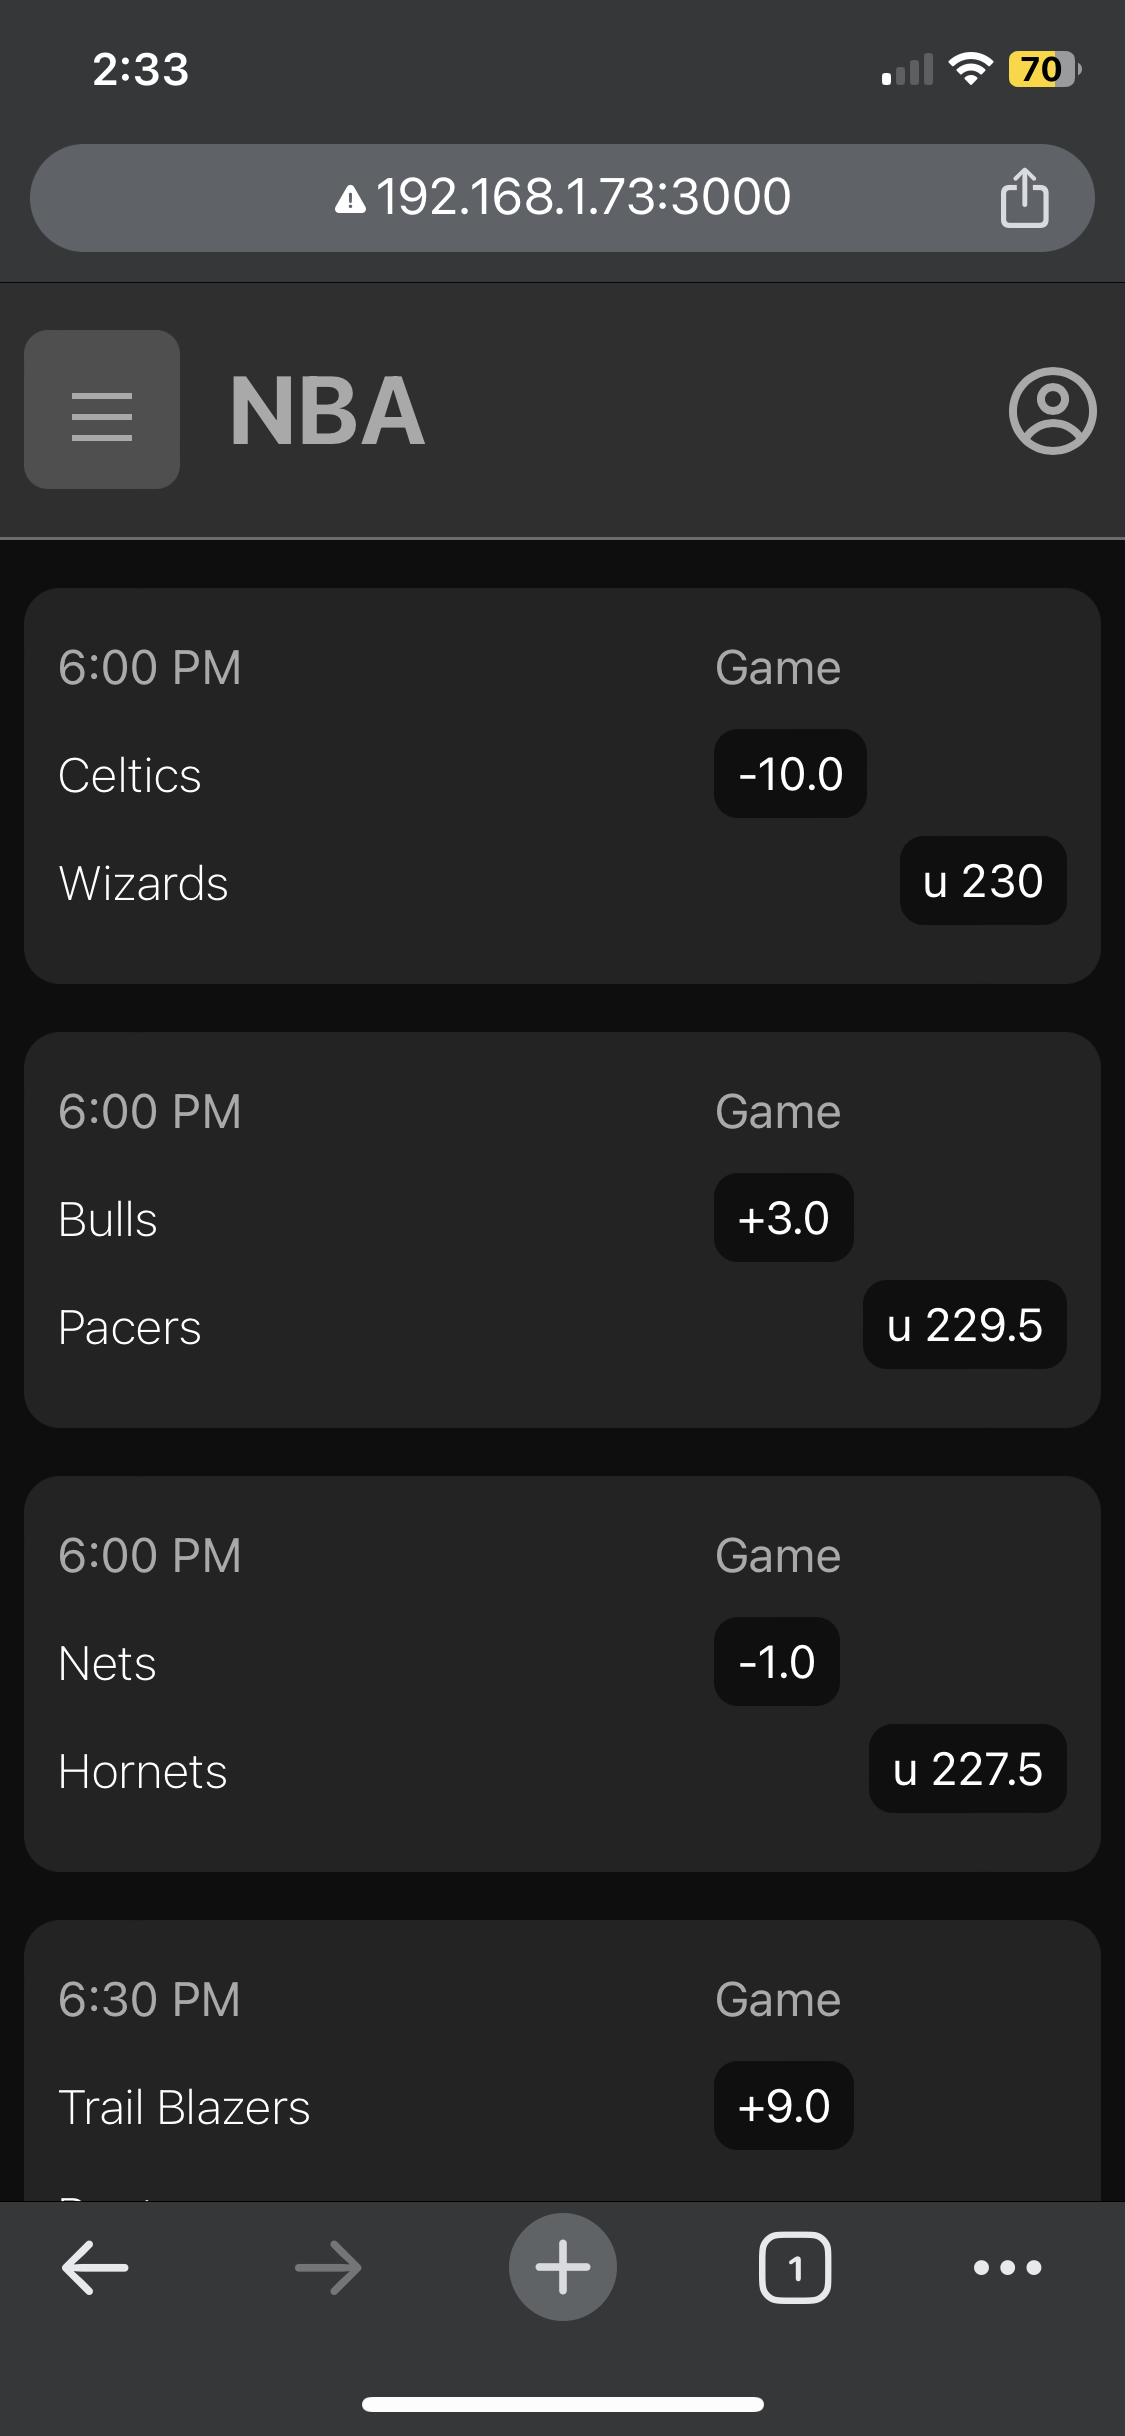 2:33
70
192.168.1.73:3000
NBA
6:00 PM Game
Celtics -10.0
Wizards u 230
6:00 PM Game
Bulls +3.0
Pacers u 229.5
6:00 PM Game
Nets -1.0
Hornets u 227.5
6:30 PM Game
Trail Blazers +9.0
1